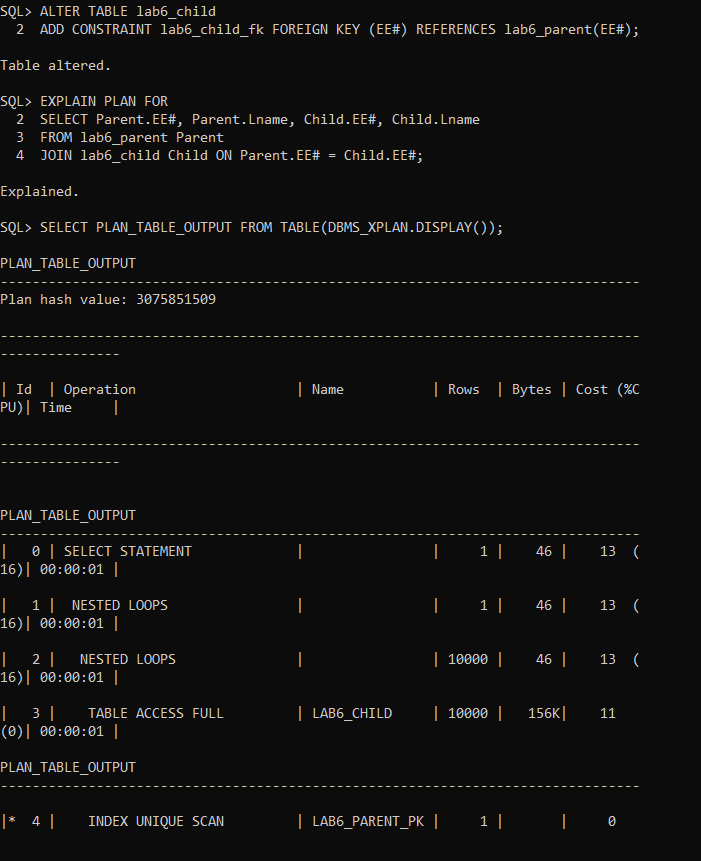 SQL> ALTER TABLE lab6_child
  2  ADD CONSTRAINT lab6_child_fk FOREIGN KEY (EE#) REFERENCES lab6_parent(EE#);
Table altered.
SQL> EXPLAIN PLAN FOR
  2  SELECT Parent.EE#, Parent.Lname, Child.EE#, Child.Lname
  3  FROM lab6_parent Parent
  4  JOIN lab6_child Child ON Parent.EE# = Child.EE#;
Explained.
SQL> SELECT PLAN_TABLE_OUTPUT FROM TABLE(DBMS_XPLAN.DISPLAY());
PLAN_TABLE_OUTPUT
--------------------------------------------------------------------------------
Plan hash value: 3075851509
--------------------------------------------------------------------------------
---------------
| Id  | Operation                    | Name           | Rows  | Bytes | Cost (%C
PU)| Time     |
--------------------------------------------------------------------------------
---------------
PLAN_TABLE_OUTPUT
--------------------------------------------------------------------------------
|   0 | SELECT STATEMENT             |                |     1 |    46 |    13  (
16)| 00:00:01 |
|   1 |  NESTED LOOPS                |                |     1 |    46 |    13  (
16)| 00:00:01 |
|   2 |   NESTED LOOPS               |                | 10000 |    46 |    13  (
16)| 00:00:01 |
|   3 |    TABLE ACCESS FULL         | LAB6_CHILD     | 10000 |   156K|    11
(0)| 00:00:01 |
PLAN_TABLE_OUTPUT
--------------------------------------------------------------------------------
|*  4 |    INDEX UNIQUE SCAN         | LAB6_PARENT_PK |     1 |       |     0